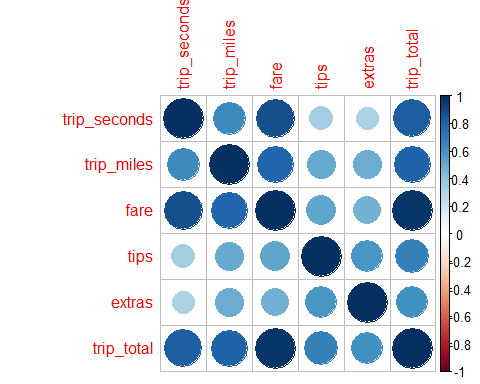 trip_seconds
trip_miles
fare
tips
extras
trip_total
trip_seconds
trip_miles
fare
tips
extras
trip_total
1
0.8
0.6
0.4
0.2
0
-0.2
-0.4
-0.6
-0.8
-1